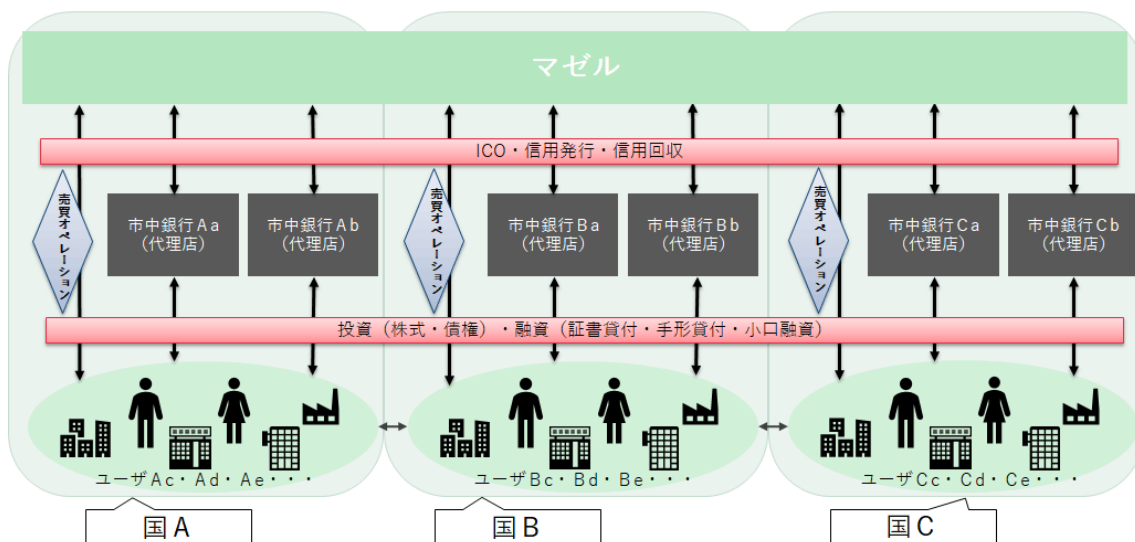 マゼル
ICO・信用発行・信用回収
売買オペレーション
市中銀行Aa
(代理店)
市中銀行Ab
(代理店)
売買オペレーション
市中銀行Ba
(代理店)
市中銀行Bb
(代理店)
売買オペレーション
市中銀行Ca
(代理店)
市中銀行Cb
(代理店)
投資(株式・債権)・融資(証書貸付・手形貸付・小口融資)
ユーザAc・Ad・Ae・・・
ユーザBc・Bd・Be・・・
ユーザCc・Cd・Ce・・・
国A
国B
国C